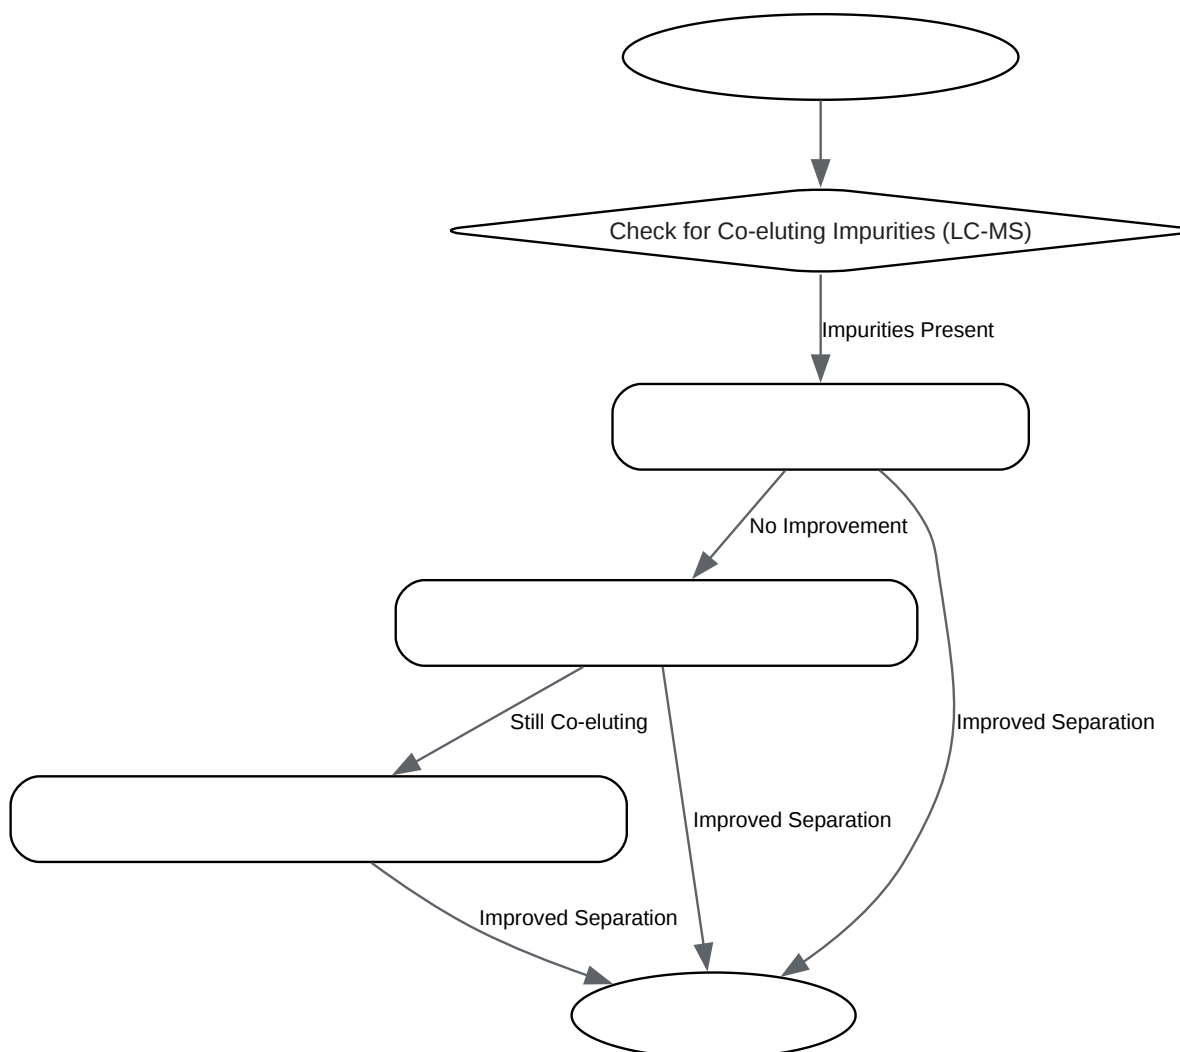 Check for Co-eluting Impurities (LC-MS)
Impurities Present
No Improvement
Still Co-eluting
Improved Separation
Improved Separation
Improved Separation